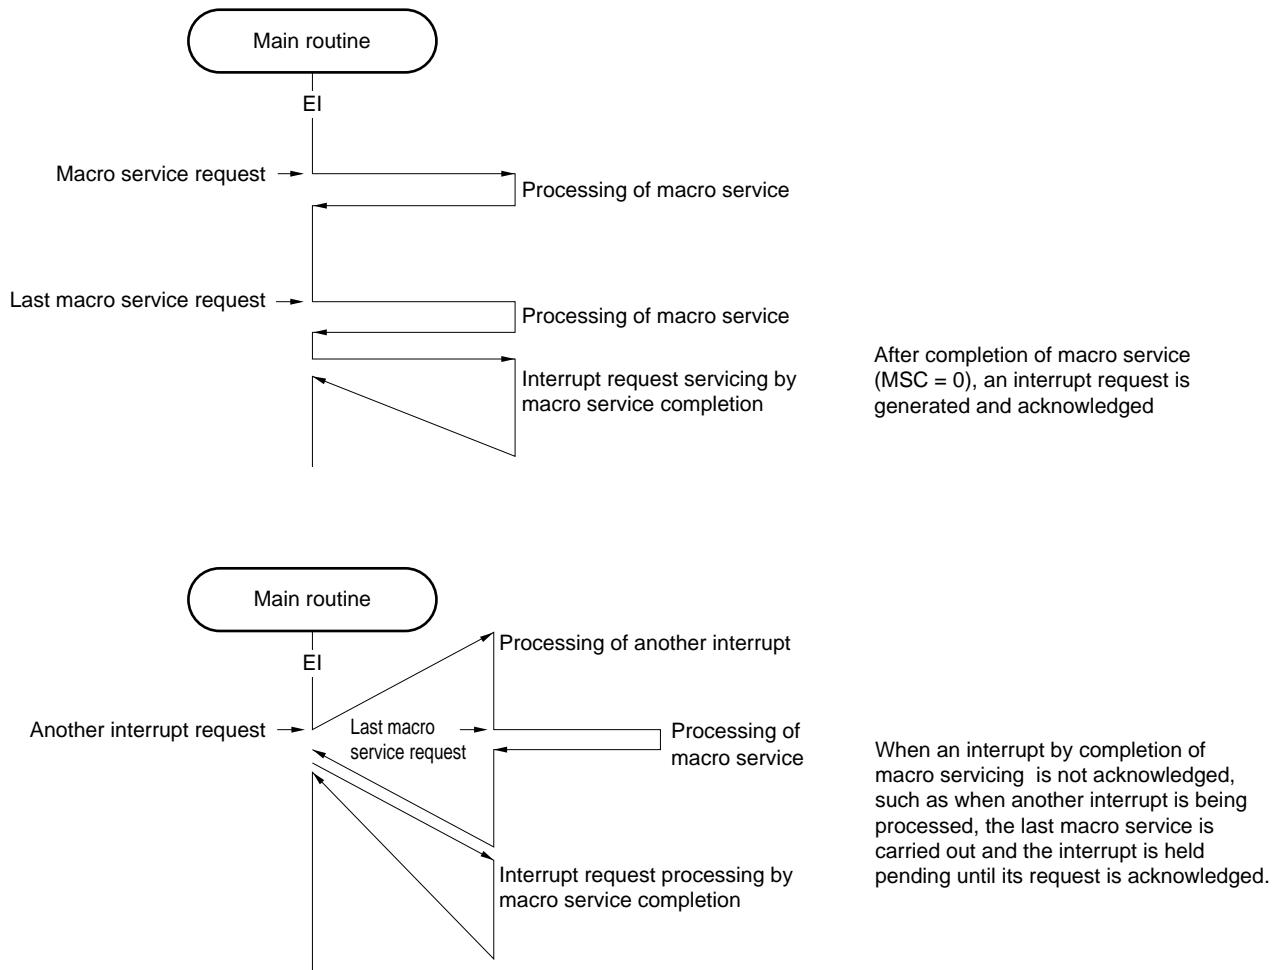 Main routine
EI
Macro service request
Processing of macro service
Last macro service request
Processing of macro service
Interrupt request servicing by
macro service completion
After completion of macro service
(MSC = 0), an interrupt request is
generated and acknowledged
Main routine
EI
Processing of another interrupt
Another interrupt request
Last macro
service request
Processing of
macro service
Interrupt request processing by
macro service completion
When an interrupt by completion of
macro servicing is not acknowledged,
such as when another interrupt is being
processed, the last macro service is
carried out and the interrupt is held
pending until its request is acknowledged.